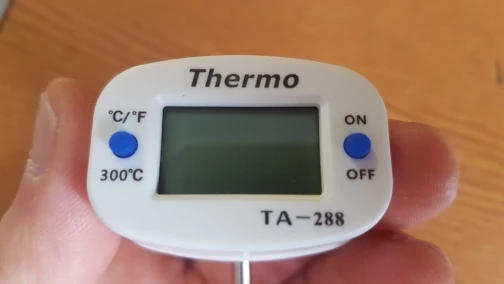 Thermo
°C/°F
ON
300°C
OFF
TA-288